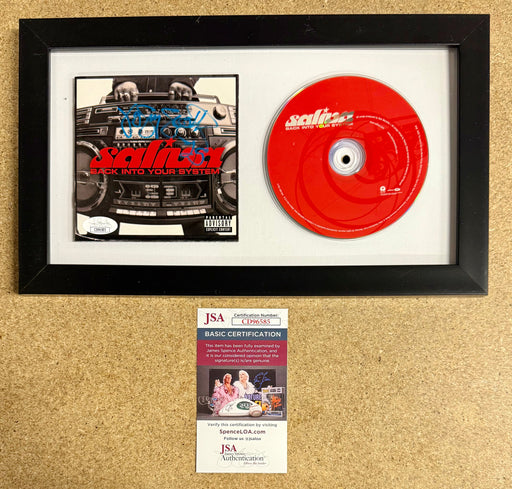 saliva
BACK INTO YOUR SYSTEM
PARENTAL
ADVISORY
EXPLICIT CONTENT
saliva
BACK INTO YOUR SYSTEM
JSA
Certification Number:
CD96585
BASIC CERTIFICATION
This item has been fully examined by
James Spence Authentication, and
it is our considered opinion that the
signature(s) is/are genuine.
Verify this certification by visiting
SpenceLOA.com
Follow us @jsaloa
JSA
James Spence
Authentication